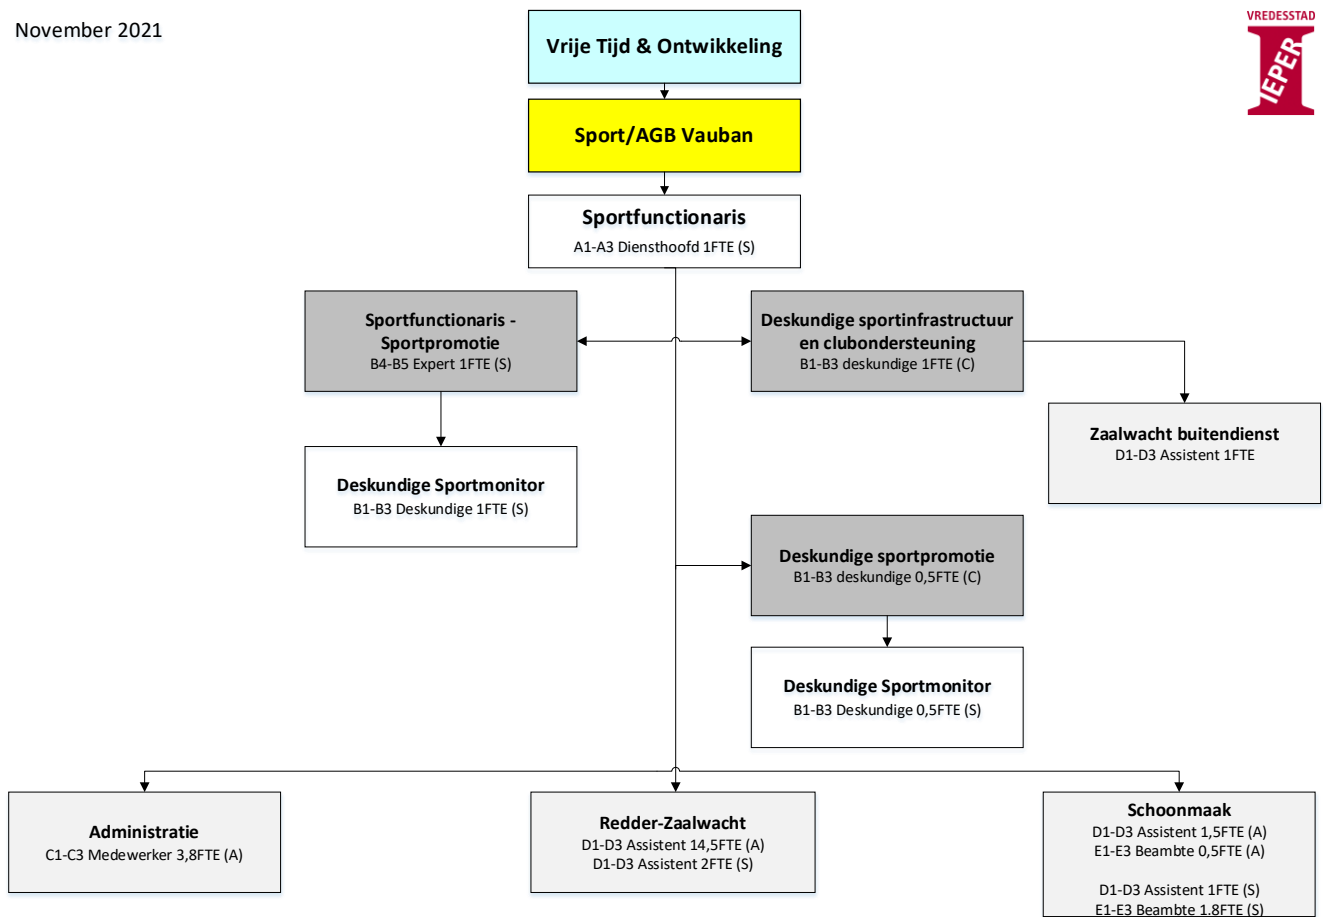 November 2021
VREDESSTAD
IEPER
Vrije Tijd & Ontwikkeling
Sport/AGB Vauban
Sportfunctionaris
A1-A3 Diensthoofd 1FTE (S)
Sportfunctionaris -
Sportpromotie
B4-B5 Expert 1FTE (S)
Deskundige sportinfrastructuur
en clubondersteuning
B1-B3 deskundige 1FTE (C)
Zaalwacht buitendienst
D1-D3 Assistent 1FTE
Deskundige Sportmonitor
B1-B3 Deskundige 1FTE (S)
Deskundige sportpromotie
B1-B3 deskundige 0,5FTE (C)
Deskundige Sportmonitor
B1-B3 Deskundige 0,5FTE (S)
Administratie
C1-C3 Medewerker 3,8FTE (A)
Redder-Zaalwacht
D1-D3 Assistent 14,5FTE (A)
D1-D3 Assistent 2FTE (S)
Schoonmaak
D1-D3 Assistent 1,5FTE (A)
E1-E3 Beambte 0,5FTE (A)
D1-D3 Assistent 1FTE (S)
E1-E3 Beambte 1.8FTE (S)